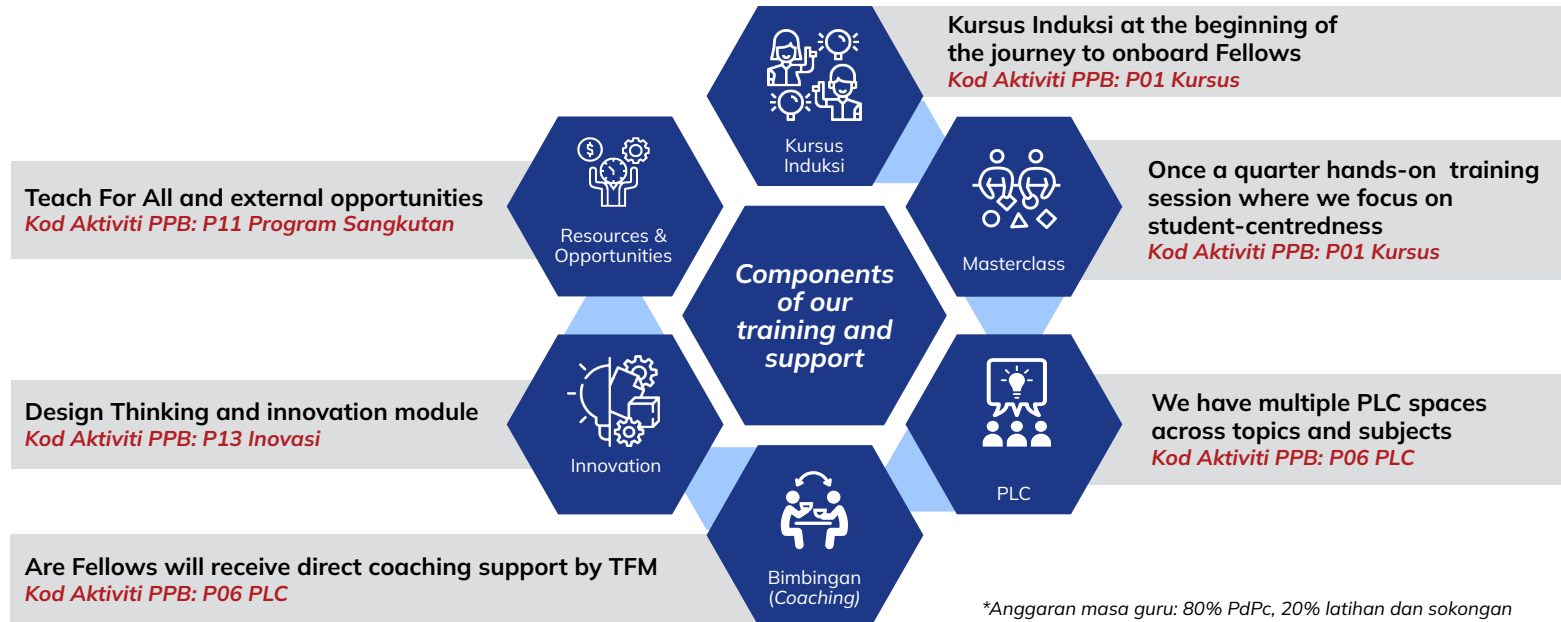 Kursus Induksi at the beginning of
the journey to onboard Fellows
Kod Aktiviti PPB: P01 Kursus
Kursus
Induksi
Once a quarter hands-on training
session where we focus on
student-centredness
Kod Aktiviti PPB: P01 Kursus
Masterclass
Teach For All and external opportunities
Kod Aktiviti PPB: P11 Program Sangkutan
$
Resources &
Opportunities
Components
of our
training and
support
We have multiple PLC spaces
across topics and subjects
Kod Aktiviti PPB: P06 PLC
PLC
Design Thinking and innovation module
Kod Aktiviti PPB: P13 Inovasi
Innovation
Are Fellows will receive direct coaching support by TFM
Kod Aktiviti PPB: P06 PLC
Bimbingan
(Coaching)
*Anggaran masa guru: 80% PdPc, 20% latihan dan sokongan